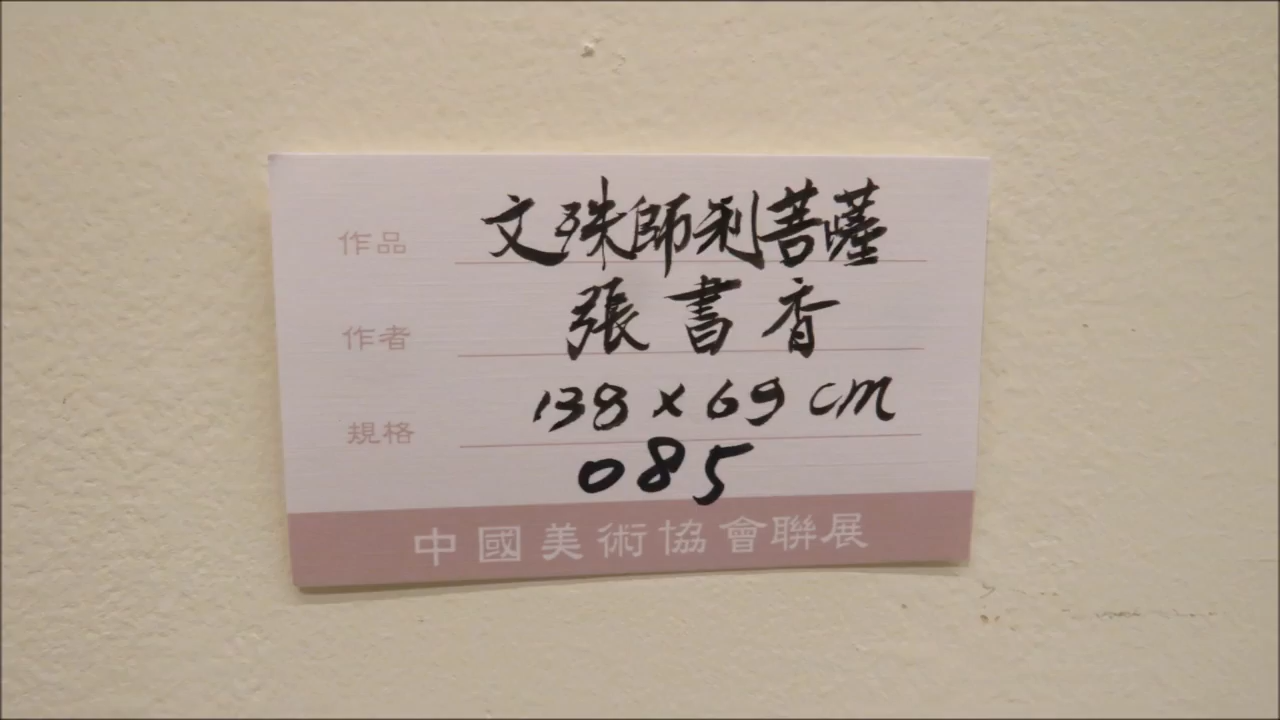 作品 文殊師利菩薩
作者 張書香
規格 138 x 69 cm
085
中國美術協會聯展